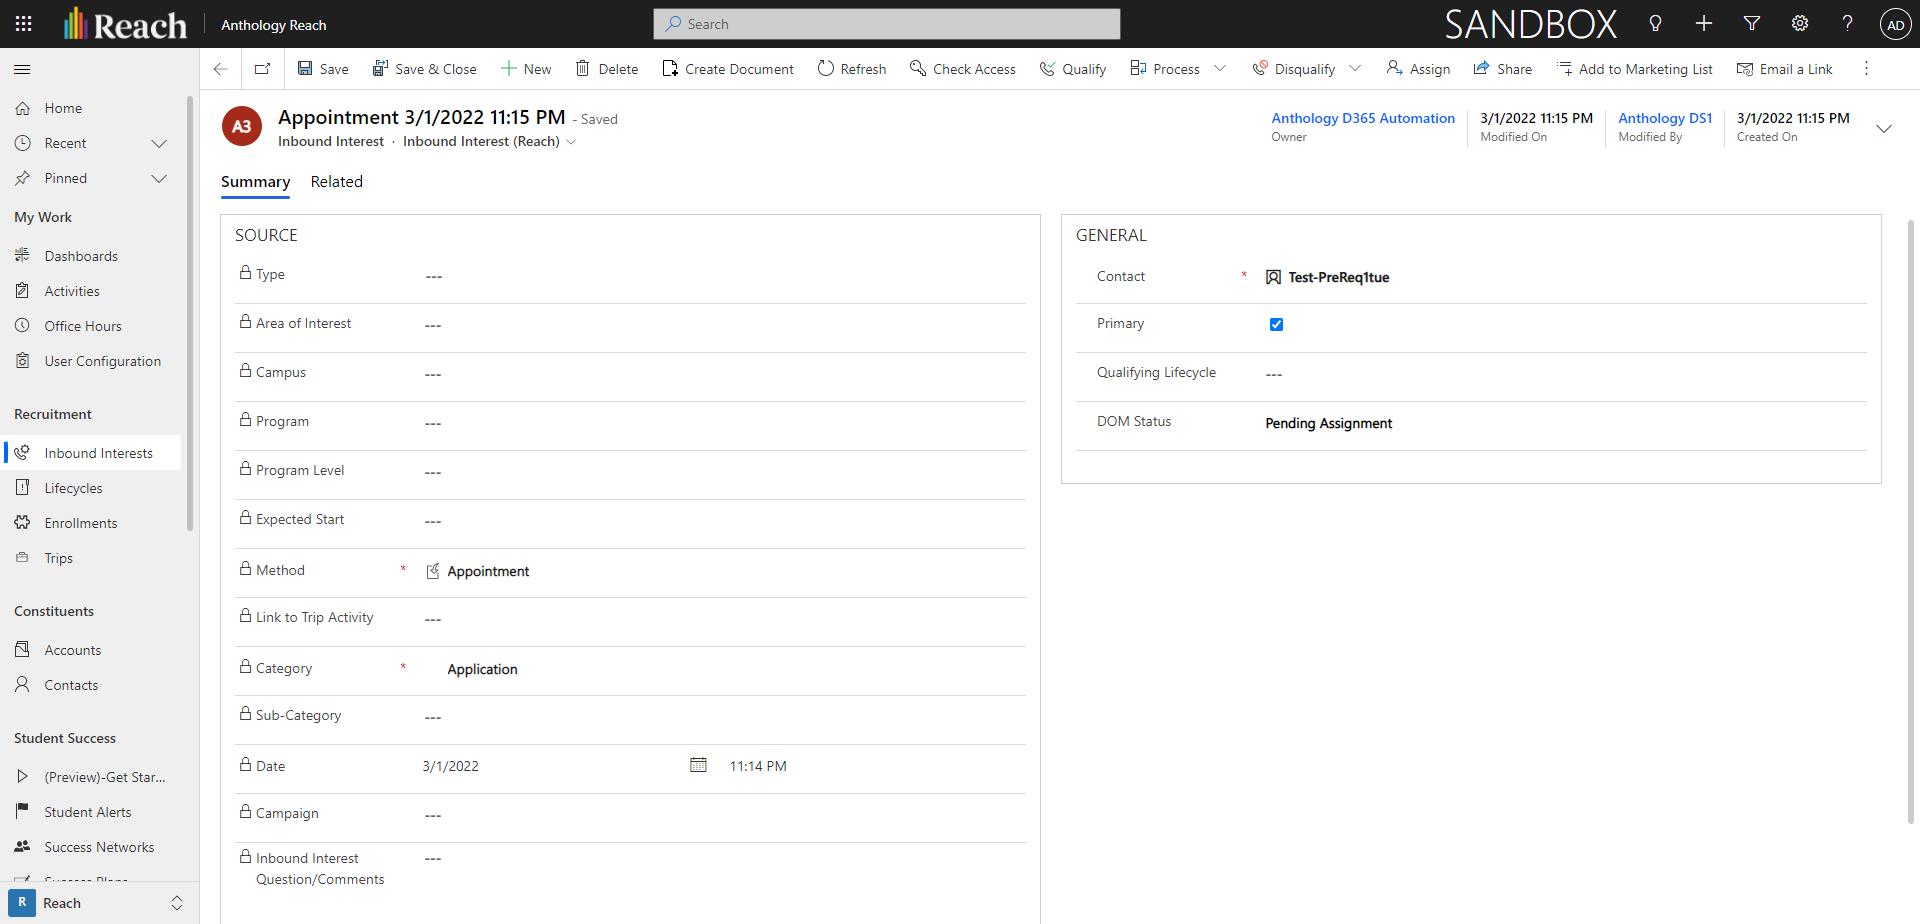 Reach
Anthology Reach
Search
SANDBOX
AD
Save
Save & Close
New
Delete
Create Document
Refresh
Check Access
Qualify
Process
Disqualify
Assign
Share
Add to Marketing List
Email a Link
Home
Recent
Pinned
My Work
Dashboards
Activities
Office Hours
User Configuration
Recruitment
Inbound Interests
Lifecycles
Enrollments
Trips
Constituents
Accounts
Contacts
Student Success
(Preview)-Get Star...
Student Alerts
Success Networks
Success Plans
R Reach
A3
Appointment 3/1/2022 11:15 PM - Saved
Inbound Interest · Inbound Interest (Reach)
Anthology D365 Automation
Owner
3/1/2022 11:15 PM
Modified On
Anthology DS1
Modified By
3/1/2022 11:15 PM
Created On
Summary Related
SOURCE
Type ---
Area of Interest ---
Campus ---
Program ---
Program Level ---
Expected Start ---
Method * Appointment
Link to Trip Activity ---
Category * Application
Sub-Category ---
Date 3/1/2022 11:14 PM
Campaign ---
Inbound Interest ---
Question/Comments
GENERAL
Contact * Test-PreReq1tue
Primary
Qualifying Lifecycle ---
DOM Status Pending Assignment